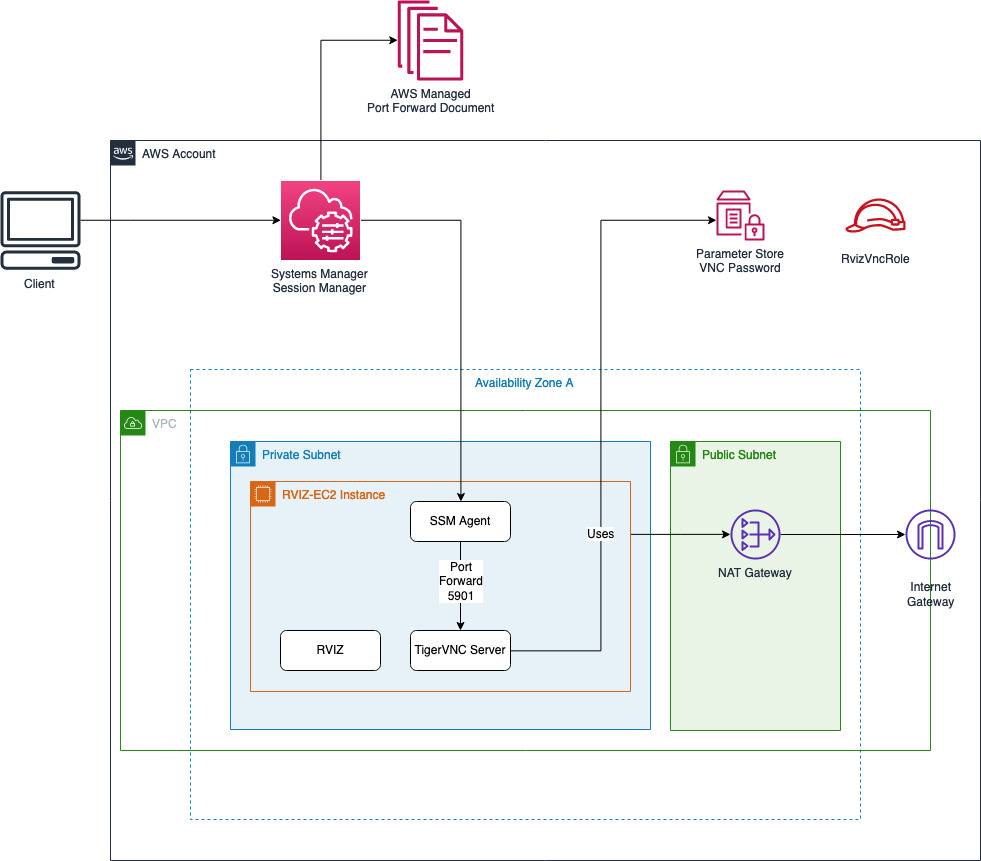 AWS Managed
Port Forward Document
aws
AWS Account
Client
Systems Manager
Session Manager
Parameter Store
VNC Password
RvizVncRole
Availability Zone A
VPC
Private Subnet
Public Subnet
RVIZ-EC2 Instance
SSM Agent
Uses
Port
Forward
5901
NAT Gateway
Internet
Gateway
RVIZ
TigerVNC Server